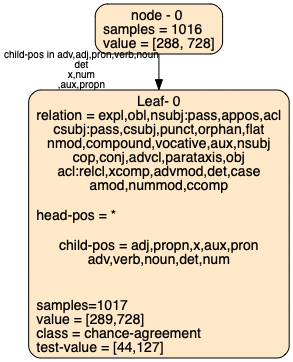 node - 0
samples = 1016
value = [288, 728]
child-pos in adv,adj,pron,verb,noun
det
x,num
,aux,propn
Leaf- 0
relation = expl,obl,nsubj:pass,appos,acl
csubj:pass,csubj,punct,orphan,flat
nmod,compound,vocative,aux,nsubj
cop,conj,advcl,parataxis,obj
acl:relcl,xcomp,advmod,det,case
amod,nummod,ccomp
head-pos = *
child-pos = adj,propn,x,aux,pron
adv,verb,noun,det,num
samples=1017
value = [289,728]
class = chance-agreement
test-value = [44,127]